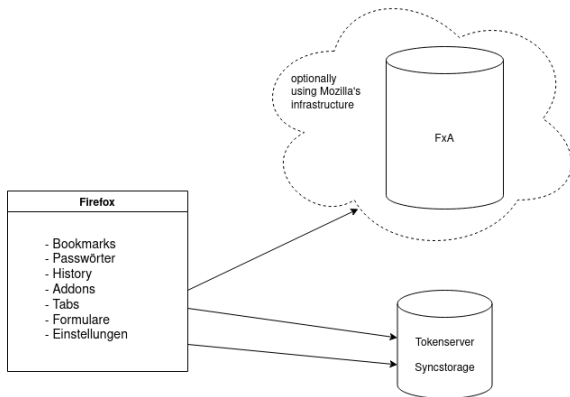 optionally
using Mozilla's
infrastructure
FxA
Firefox
- Bookmarks
- Passwörter
- History
- Addons
- Tabs
- Formulare
- Einstellungen
Tokenserver
Syncstorage